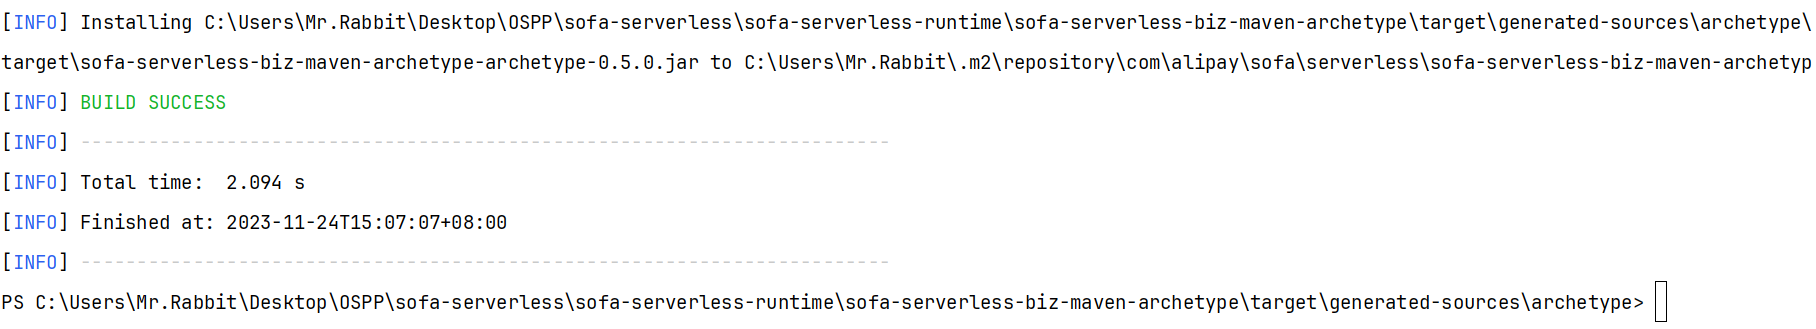 [INFO] Installing C:\Users\Mr.Rabbit\Desktop\OSPP\sofa-serverless\sofa-serverless-runtime\sofa-serverless-biz-maven-archetype\target\generated-sources\archetype\
target\sofa-serverless-biz-maven-archetype-archetype-0.5.0.jar to C:\Users\Mr.Rabbit\.m2\repository\com\alipay\sofa\serverless\sofa-serverless-biz-maven-archetyp
[INFO] BUILD SUCCESS
[INFO] ------------------------------------------------------------------------
[INFO] Total time:  2.094 s
[INFO] Finished at: 2023-11-24T15:07:07+08:00
[INFO] ------------------------------------------------------------------------
PS C:\Users\Mr.Rabbit\Desktop\OSPP\sofa-serverless\sofa-serverless-runtime\sofa-serverless-biz-maven-archetype\target\generated-sources\archetype>